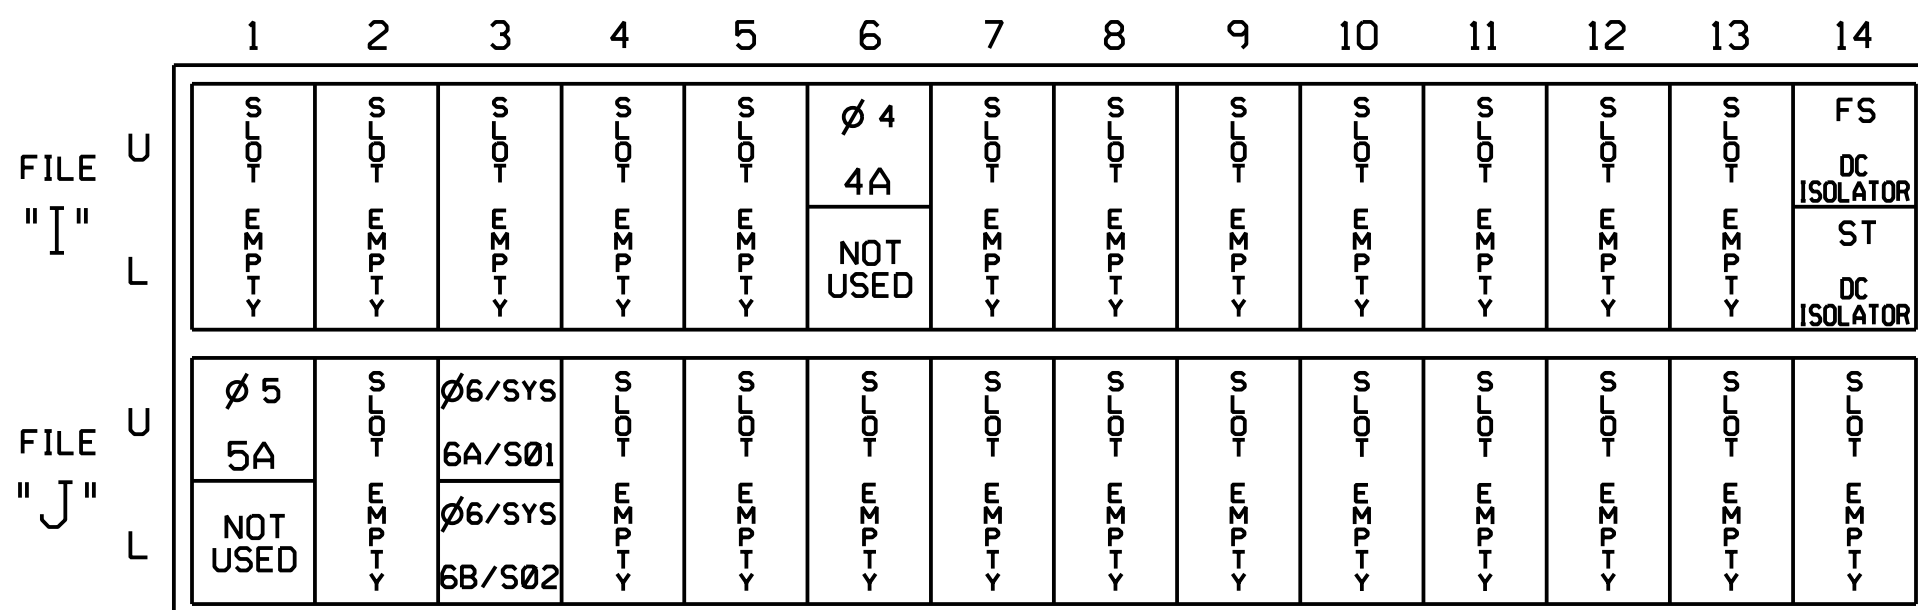 1 2 3 4 5 6 7 8 9 10 11 12 13 14
FILE "I"
U
L
SLOT EMPTY
SLOT EMPTY
SLOT EMPTY
SLOT EMPTY
SLOT EMPTY
Ø 4
4A
NOT
USED
SLOT EMPTY
SLOT EMPTY
SLOT EMPTY
SLOT EMPTY
SLOT EMPTY
SLOT EMPTY
SLOT EMPTY
FS
DC
ISOLATOR
ST
DC
ISOLATOR
FILE "J"
U
L
Ø 5
5A
NOT
USED
SLOT EMPTY
Ø6/SYS
6A/S01
Ø6/SYS
6B/S02
SLOT EMPTY
SLOT EMPTY
SLOT EMPTY
SLOT EMPTY
SLOT EMPTY
SLOT EMPTY
SLOT EMPTY
SLOT EMPTY
SLOT EMPTY
SLOT EMPTY
SLOT EMPTY